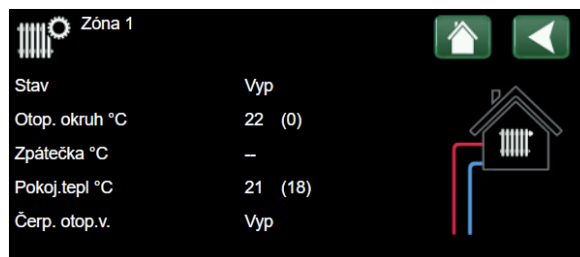 Zóna 1
Stav Vyp
Otop. okruh °C 22 (0)
Zpátečka °C --
Pokoj.tepl °C 21 (18)
Čerp. otop.v. Vyp